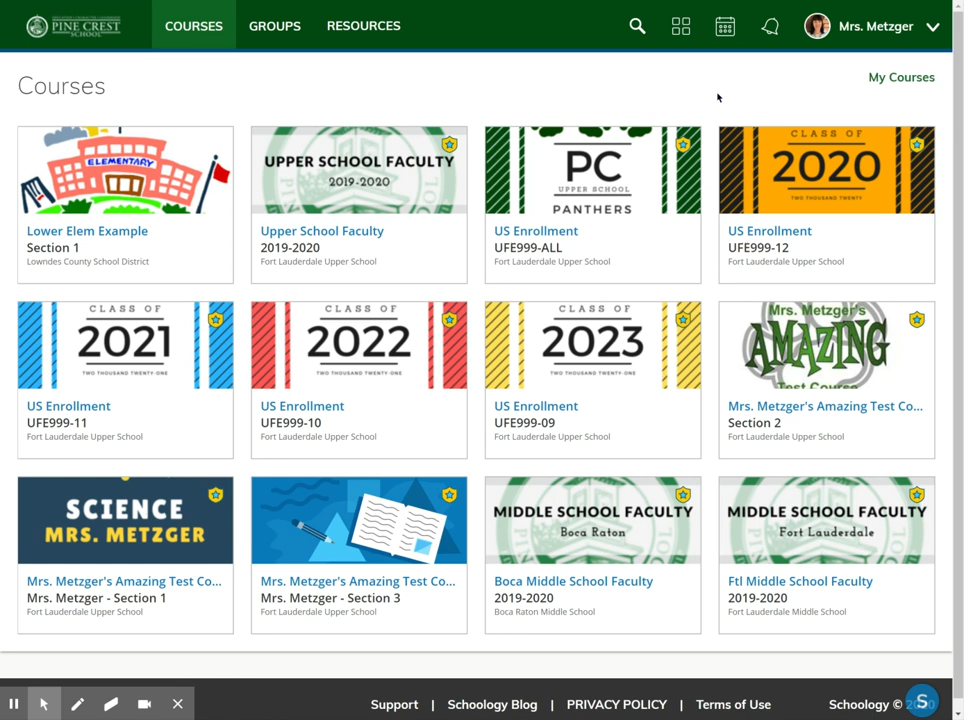 PINE CREST
SCHOOL
COURSES
GROUPS
RESOURCES
Mrs. Metzger
Courses
My Courses
ELEMENTARY
Lower Elem Example
Section 1
Lowndes County School District
UPPER SCHOOL FACULTY
2019-2020
Upper School Faculty
2019-2020
Fort Lauderdale Upper School
PC
UPPER SCHOOL
PANTHERS
US Enrollment
UFE999-ALL
Fort Lauderdale Upper School
CLASS OF
2020
TWO THOUSAND TWENTY
US Enrollment
UFE999-12
Fort Lauderdale Upper School
CLASS OF
2021
TWO THOUSAND TWENTY-ONE
US Enrollment
UFE999-11
Fort Lauderdale Upper School
CLASS OF
2022
TWO THOUSAND TWENTY-ONE
US Enrollment
UFE999-10
Fort Lauderdale Upper School
CLASS OF
2023
TWO THOUSAND TWENTY-ONE
US Enrollment
UFE999-09
Fort Lauderdale Upper School
Mrs. Metzger's
AMAZING
Test Course
Mrs. Metzger's Amazing Test Co...
Section 2
Fort Lauderdale Upper School
SCIENCE
MRS. METZGER
Mrs. Metzger's Amazing Test Co...
Mrs. Metzger - Section 1
Fort Lauderdale Upper School
Mrs. Metzger's Amazing Test Co...
Mrs. Metzger - Section 3
Fort Lauderdale Upper School
MIDDLE SCHOOL FACULTY
Boca Raton
Boca Middle School Faculty
2019-2020
Boca Raton Middle School
MIDDLE SCHOOL FACULTY
Fort Lauderdale
Ftl Middle School Faculty
2019-2020
Fort Lauderdale Middle School
Support | Schoology Blog | PRIVACY POLICY | Terms of Use
Schoology ©
S